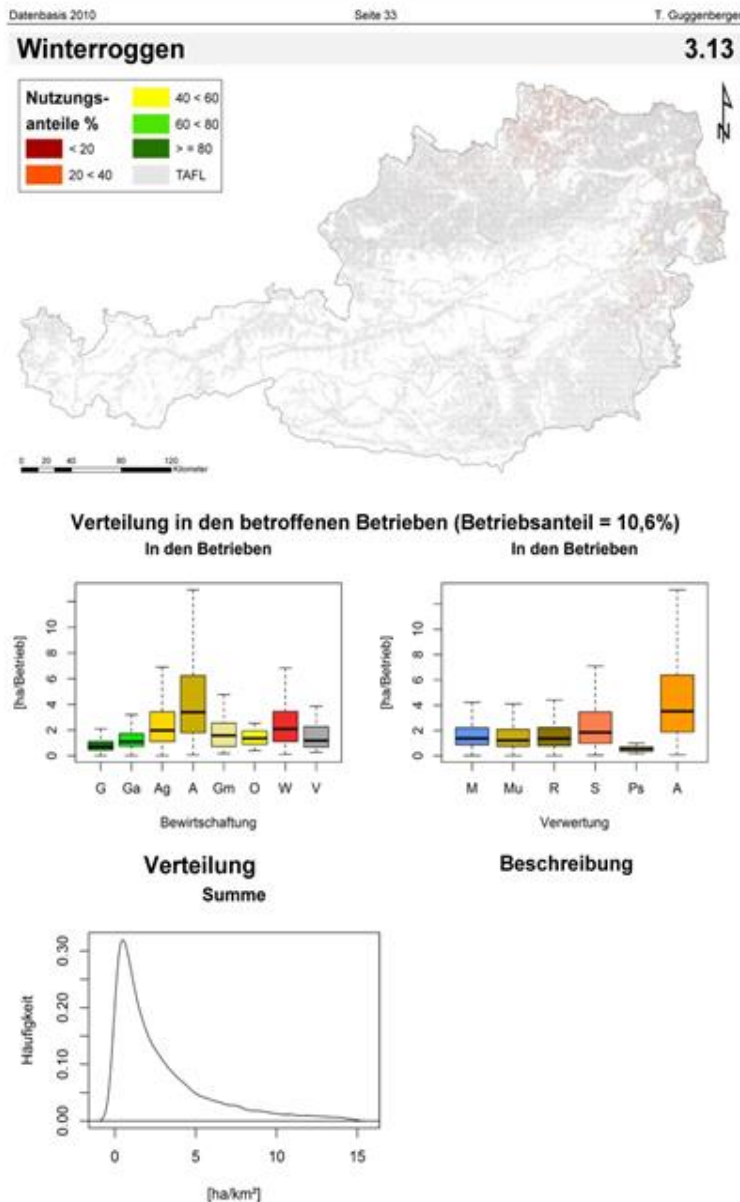 Datenbasis 2010 Seite 33 T. Guggenberger
Winterroggen 3.13
Nutzungs-
anteile %
< 20
20 < 40
40 < 60
60 < 80
> = 80
TAFL
N
0 20 40 80 120
Kilometer
Verteilung in den betroffenen Betrieben (Betriebsanteil = 10,6%)
In den Betrieben
[ha/Betrieb]
10
8
6
4
2
0
G Ga Ag A Gm O W V
Bewirtschaftung
In den Betrieben
[ha/Betrieb]
10
8
6
4
2
0
M Mu R S Ps A
Verwertung
Verteilung
Summe
Häufigkeit
0.30
0.20
0.10
0.00
0 5 10 15
[ha/km²]
Beschreibung